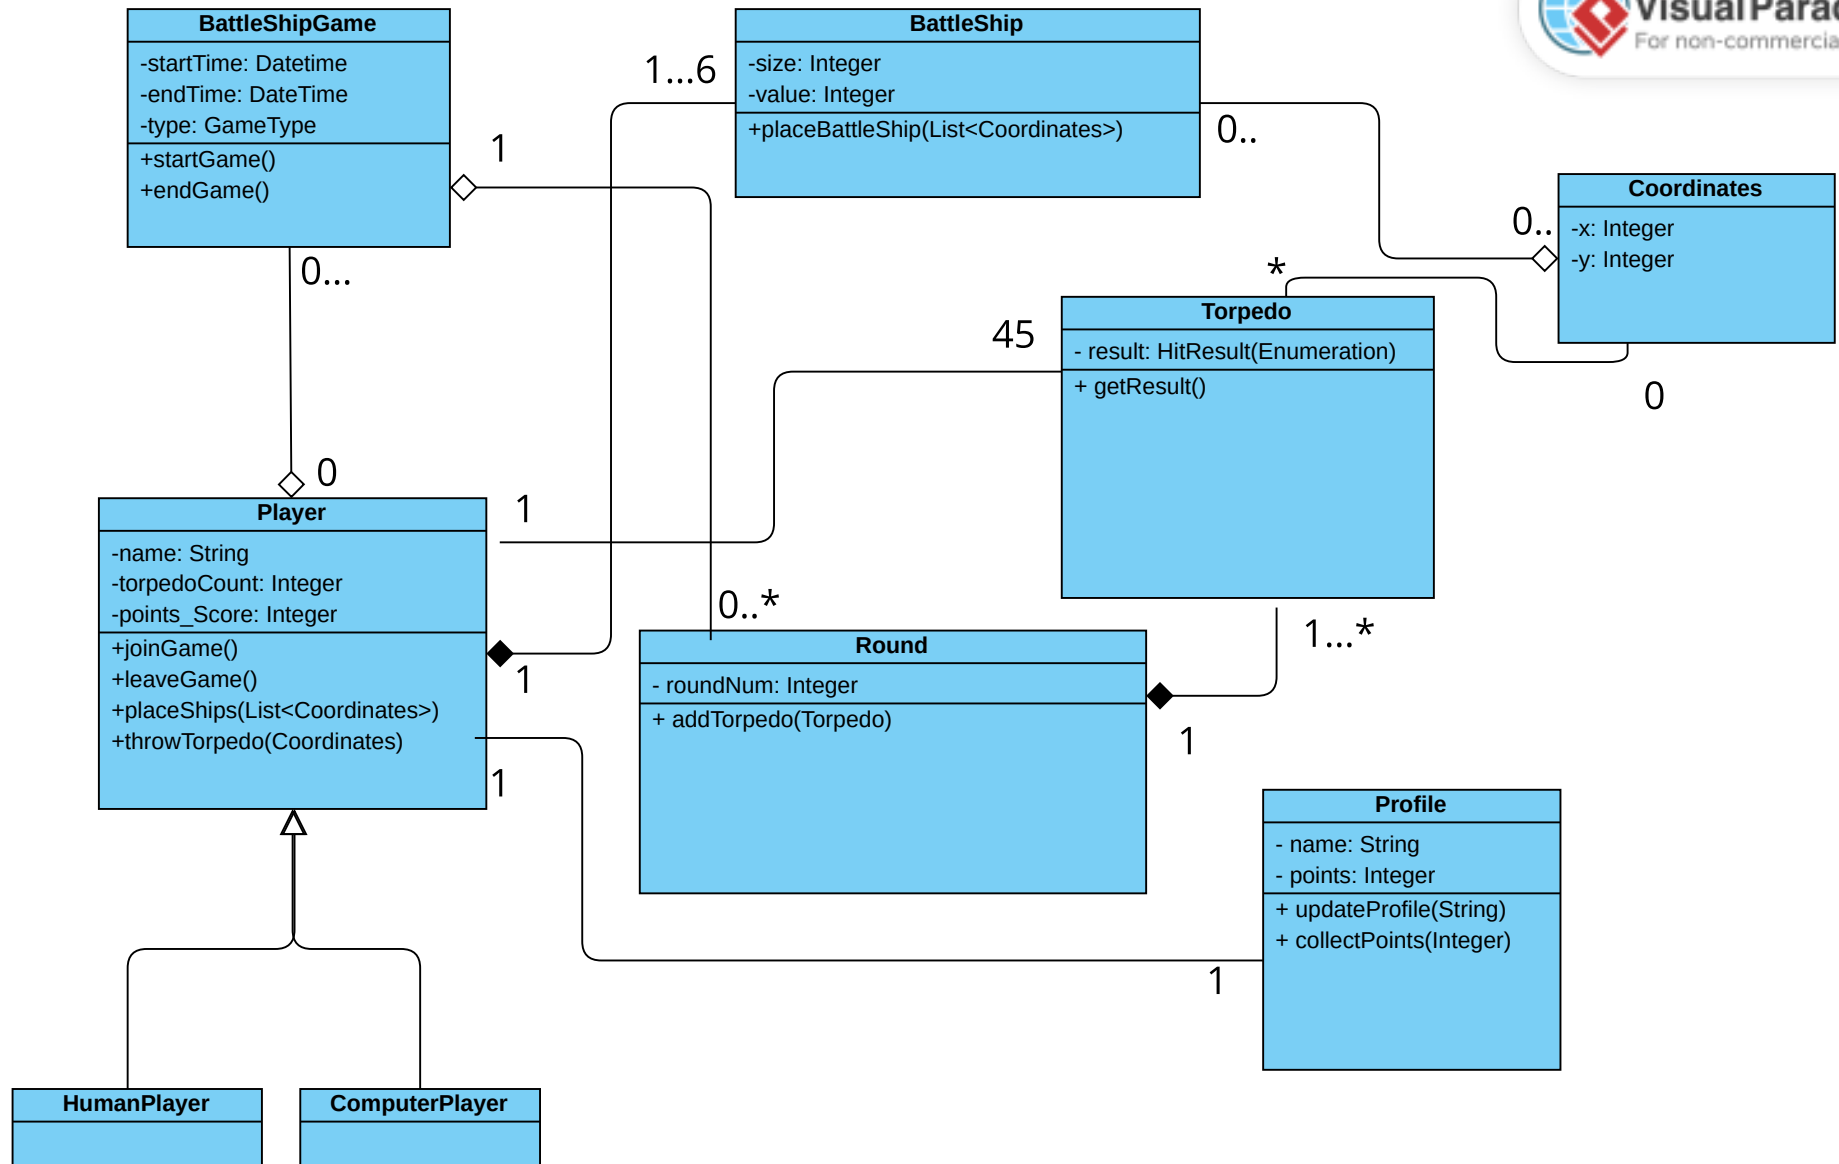 BattleShipGame
-startTime: Datetime
-endTime: DateTime
-type: GameType
+startGame()
+endGame()
1
0...
BattleShip
-size: Integer
-value: Integer
+placeBattleShip(List<Coordinates>)
1...6
0..
For non-commercia
Coordinates
-x: Integer
-y: Integer
0..
0
*
Torpedo
- result: HitResult(Enumeration)
+ getResult()
45
1...*
0
Player
-name: String
-torpedoCount: Integer
-points_Score: Integer
+joinGame()
+leaveGame()
+placeShips(List<Coordinates>)
+throwTorpedo(Coordinates)
1
1
1
0..*
Round
- roundNum: Integer
+ addTorpedo(Torpedo)
1
Profile
- name: String
- points: Integer
+ updateProfile(String)
+ collectPoints(Integer)
1
HumanPlayer
ComputerPlayer